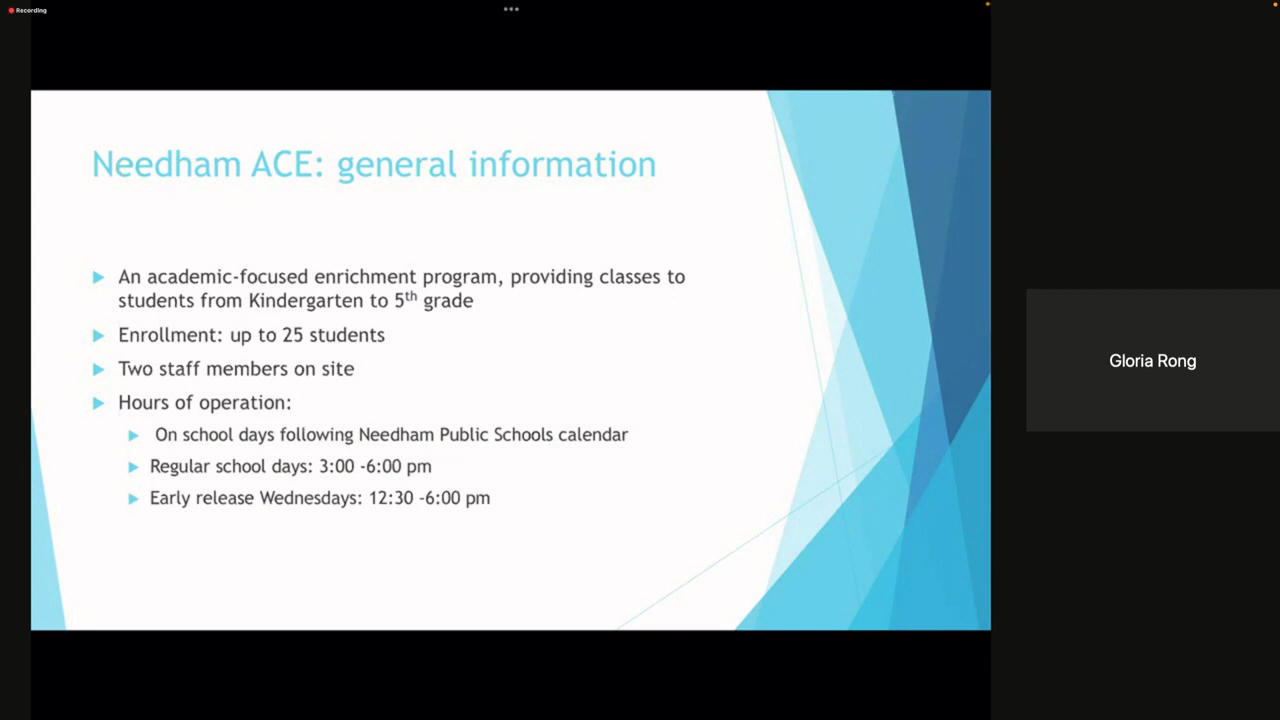 Recording
Needham ACE: general information
An academic-focused enrichment program, providing classes to
students from Kindergarten to 5th grade
Enrollment: up to 25 students
Two staff members on site
Hours of operation:
On school days following Needham Public Schools calendar
Regular school days: 3:00 -6:00 pm
Early release Wednesdays: 12:30 -6:00 pm
Gloria Rong